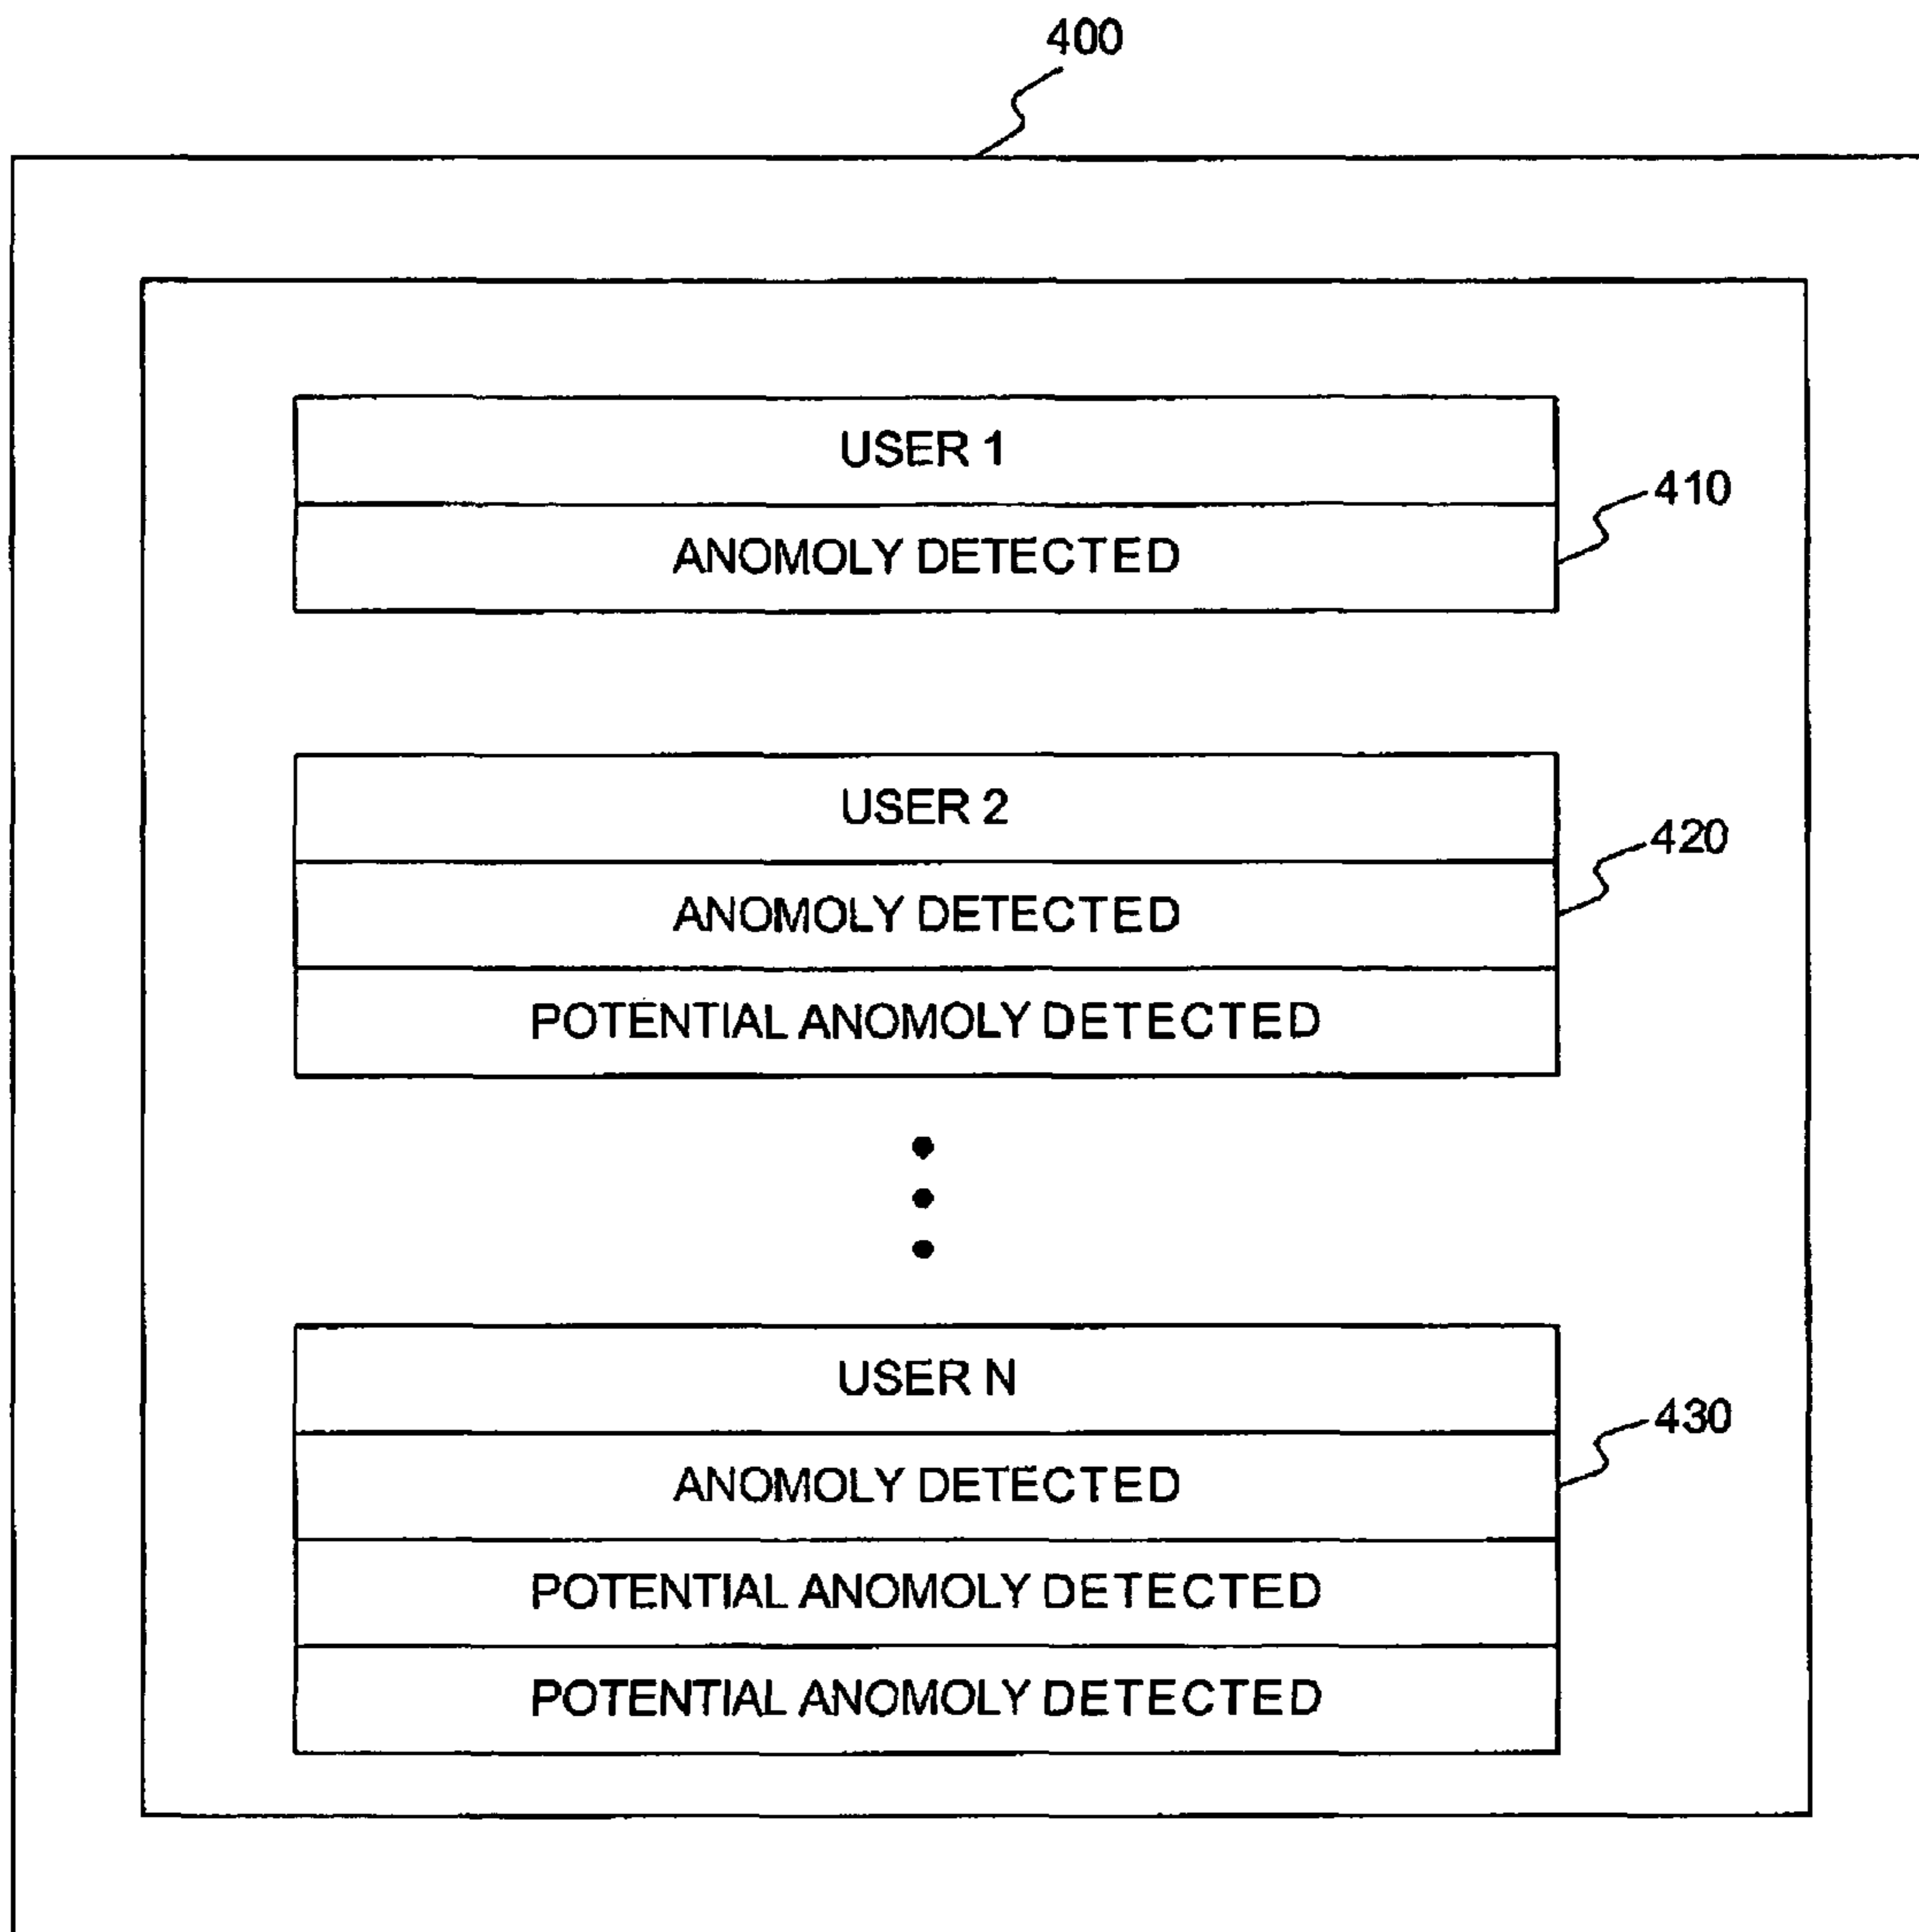 400
USER 1
410
ANOMOLY DETECTED
USER 2
420
ANOMOLY DETECTED
POTENTIAL ANOMOLY DETECTED
USER N
430
ANOMOLY DETECTED
POTENTIAL ANOMOLY DETECTED
POTENTIAL ANOMOLY DETECTED